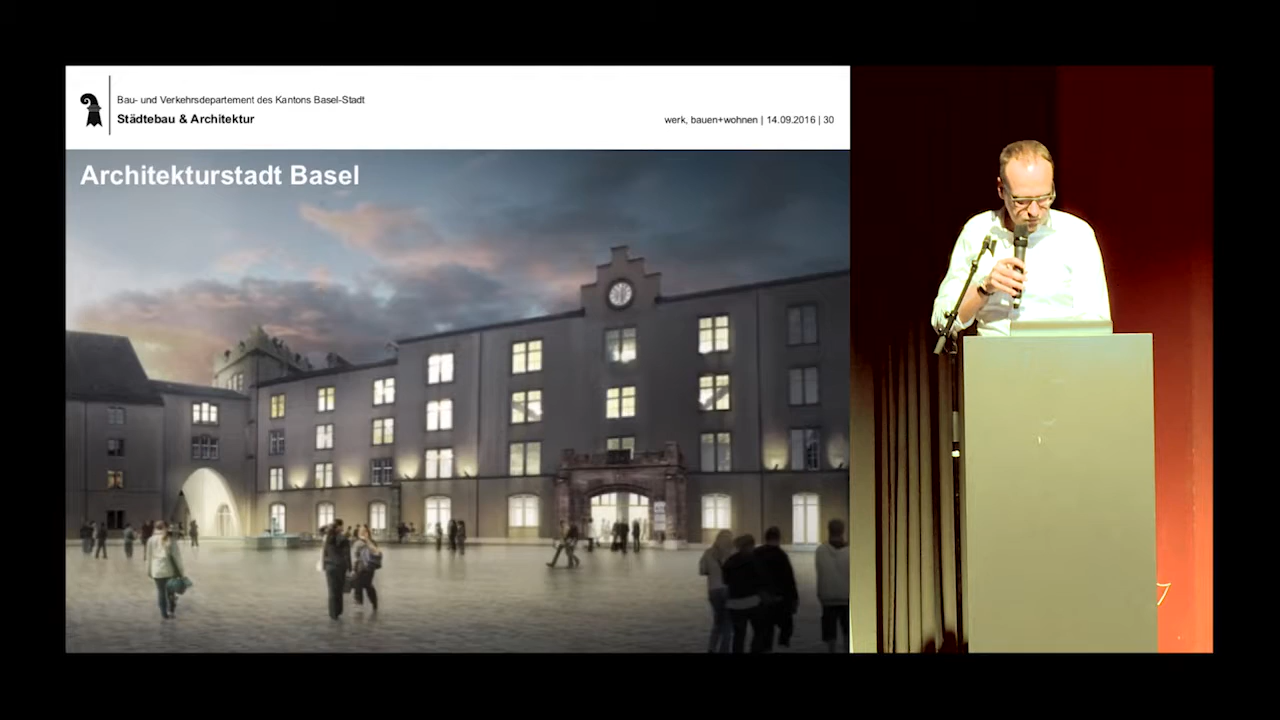 Bau- und Verkehrsdepartement des Kantons Basel-Stadt
Städtebau & Architektur
werk, bauen+wohnen | 14.09.2016 | 30
Architekturstadt Basel